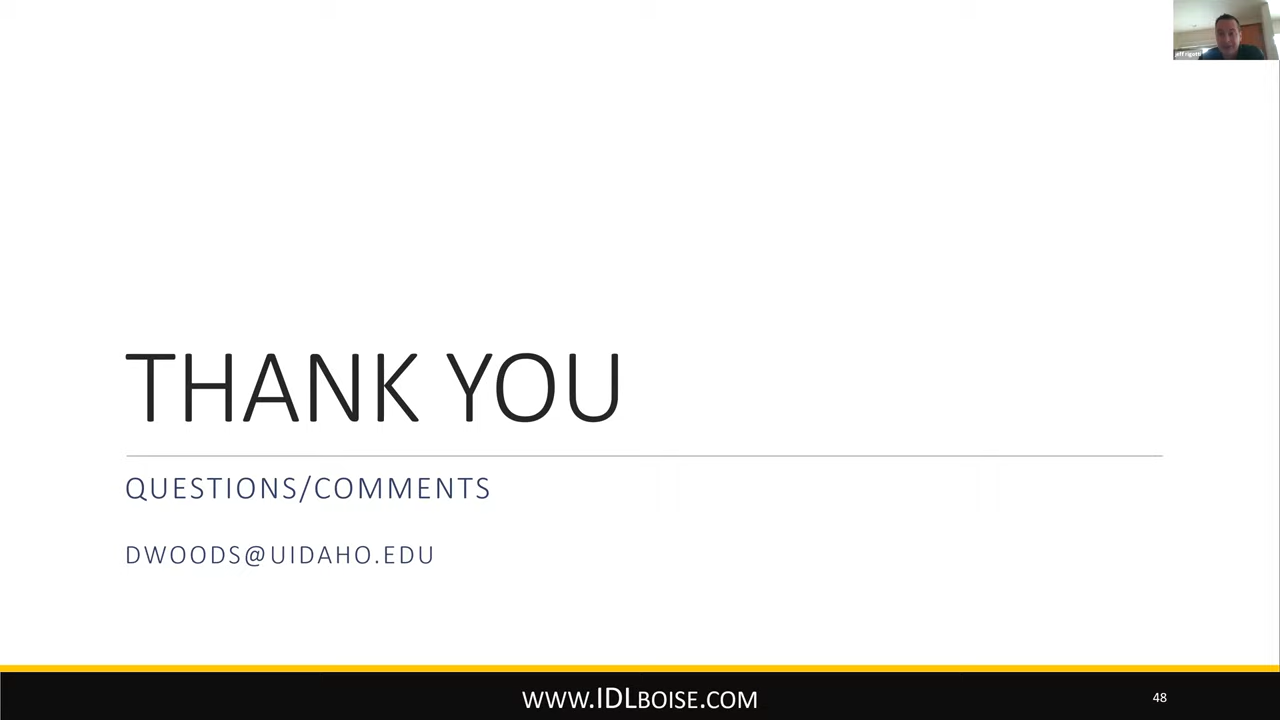 THANK YOU
QUESTIONS/COMMENTS
DWOODS@UIDAHO.EDU
WWW.IDLBOISE.COM
48